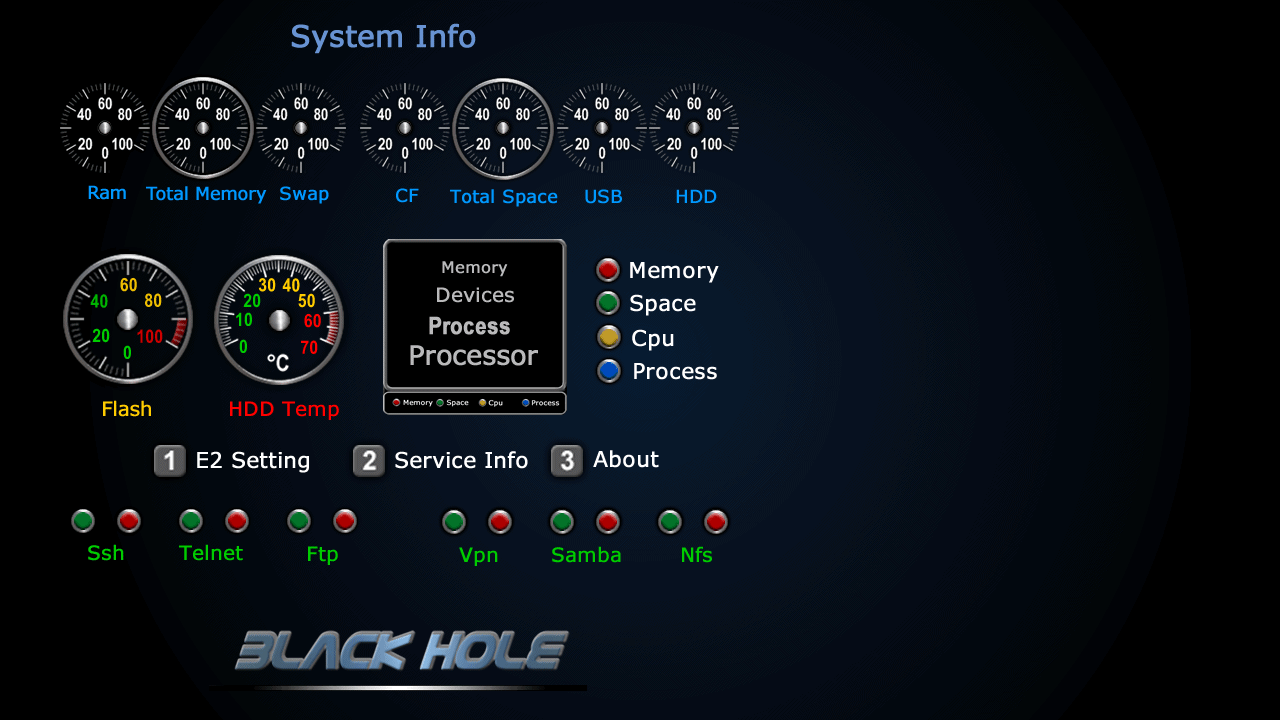 System Info
60 60 60 60 60 60 60
40 80 40 80 40 80 40 80 40 80 40 80 40 80
20 100 20 100 20 100 20 100 20 100 20 100 20 100
0 0 0 0 0 0 0
Ram Total Memory Swap CF Total Space USB HDD
60
40 80
20 100
0
Flash
30 40
20 50
10 60
0 70
°C
HDD Temp
Memory
Devices
Process
Processor
Memory Space Cpu Process
Memory
Space
Cpu
Process
1 E2 Setting 2 Service Info 3 About
Ssh Telnet Ftp Vpn Samba Nfs
BLACK HOLE